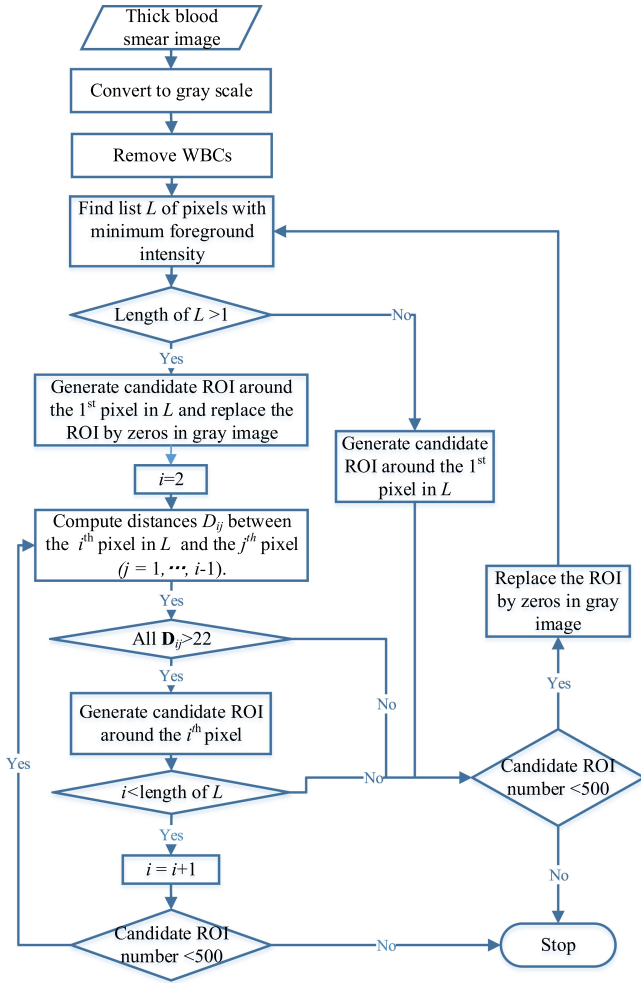 Thick blood
smear image
Convert to gray scale
Remove WBCs
Find list L of pixels with
minimum foreground
intensity
Length of L >1
No
Yes
Generate candidate ROI around
the 1st pixel in L and replace the
ROI by zeros in gray image
Generate candidate
ROI around the 1st
pixel in L
i=2
Compute distances Dij between
the ith pixel in L and the jth pixel
(j = 1, ···, i-1).
Replace the ROI
by zeros in gray
image
Yes
All Dij>22
Yes
No
Yes
Generate candidate ROI
around the ith pixel
Yes
i<length of L
No
Candidate ROI
number <500
Yes
i = i+1
No
Candidate ROI
number <500
No
Stop